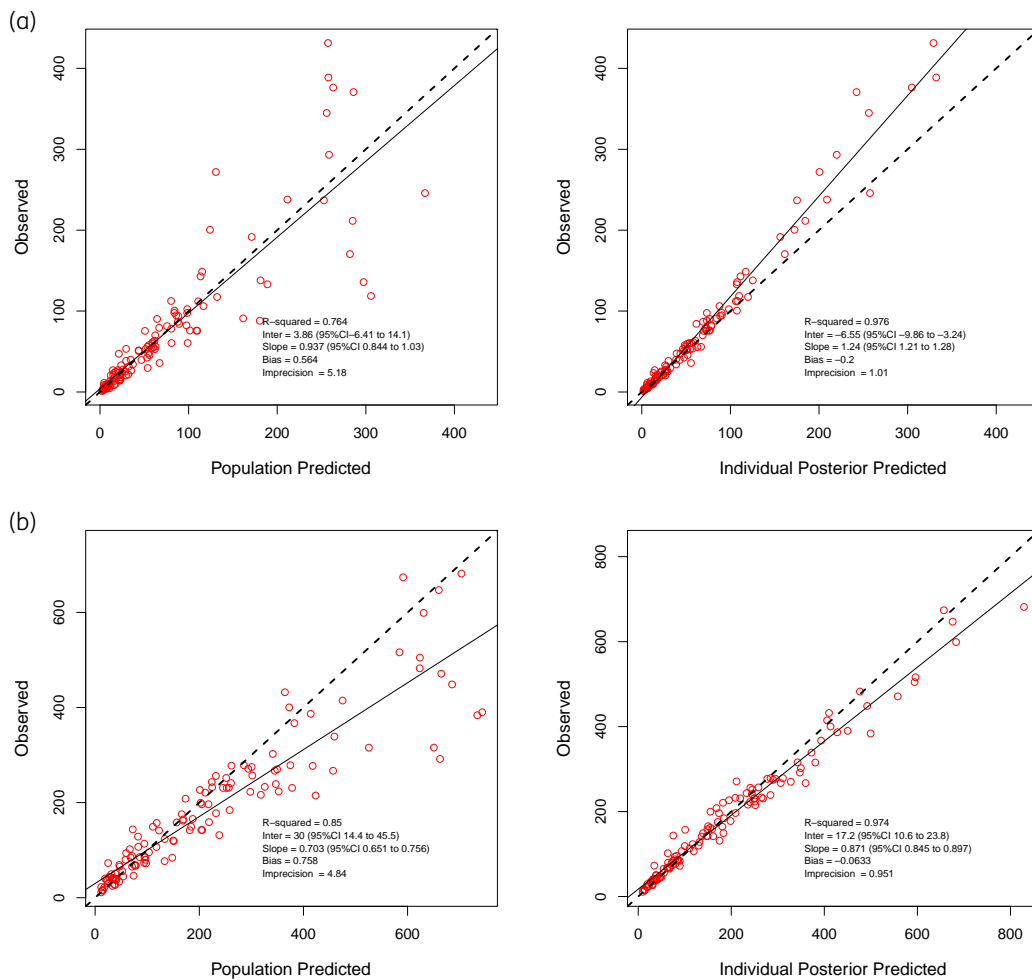 (a)
400
300
200
100
0
Observed
R−squared = 0.764
Inter = 3.86 (95%CI−6.41 to 14.1)
Slope = 0.937 (95%CI 0.844 to 1.03)
Bias = 0.564
Imprecision = 5.18
0 100 200 300 400
Population Predicted
400
300
200
100
0
Observed
R−squared = 0.976
Inter = −6.55 (95%CI −9.86 to −3.24)
Slope = 1.24 (95%CI 1.21 to 1.28)
Bias = −0.2
Imprecision = 1.01
0 100 200 300 400
Individual Posterior Predicted
(b)
600
400
200
0
Observed
R−squared = 0.85
Inter = 30 (95%CI 14.4 to 45.5)
Slope = 0.703 (95%CI 0.651 to 0.756)
Bias = 0.758
Imprecision = 4.84
0 200 400 600
Population Predicted
800
600
400
200
0
Observed
R−squared = 0.974
Inter = 17.2 (95%CI 10.6 to 23.8)
Slope = 0.871 (95%CI 0.845 to 0.897)
Bias = −0.0633
Imprecision = 0.951
0 200 400 600 800
Individual Posterior Predicted